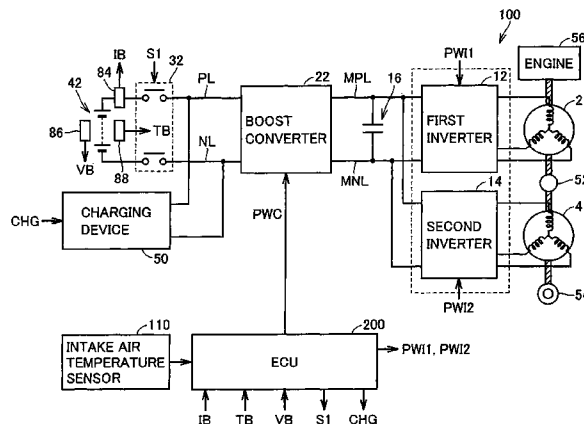 100
IB
84
S1
32
42
PL
22
MPL
16
PWI1
12
ENGINE
56
86
TB
VB
88
NL
BOOST
CONVERTER
MNL
FIRST
INVERTER
2
52
CHG
CHARGING
DEVICE
50
PWC
14
SECOND
INVERTER
4
PWI2
54
110
INTAKE AIR
TEMPERATURE
SENSOR
200
ECU
PWI1, PWI2
IB
TB
VB
S1
CHG